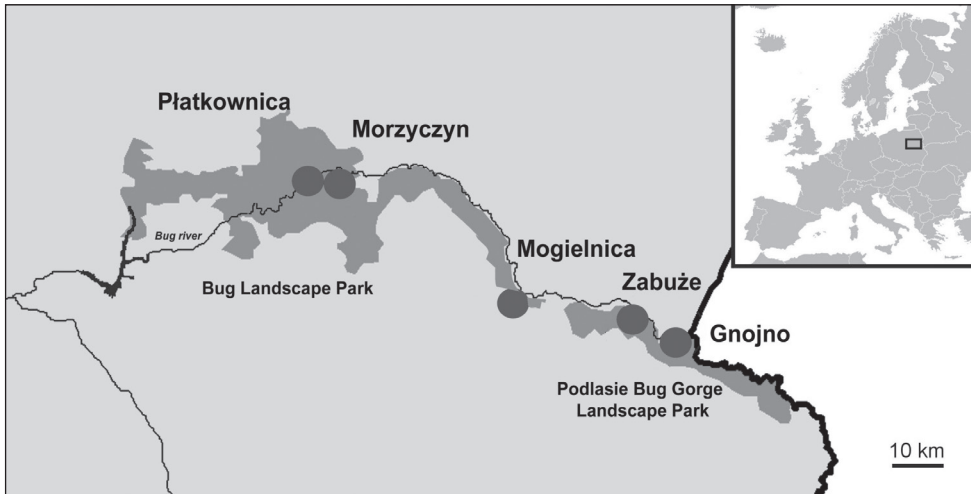 Płatkownica
Morzyczyn
Bug river
Mogielnica
Bug Landscape Park
Zabuże
Gnojno
Podlasie Bug Gorge
Landscape Park
10 km